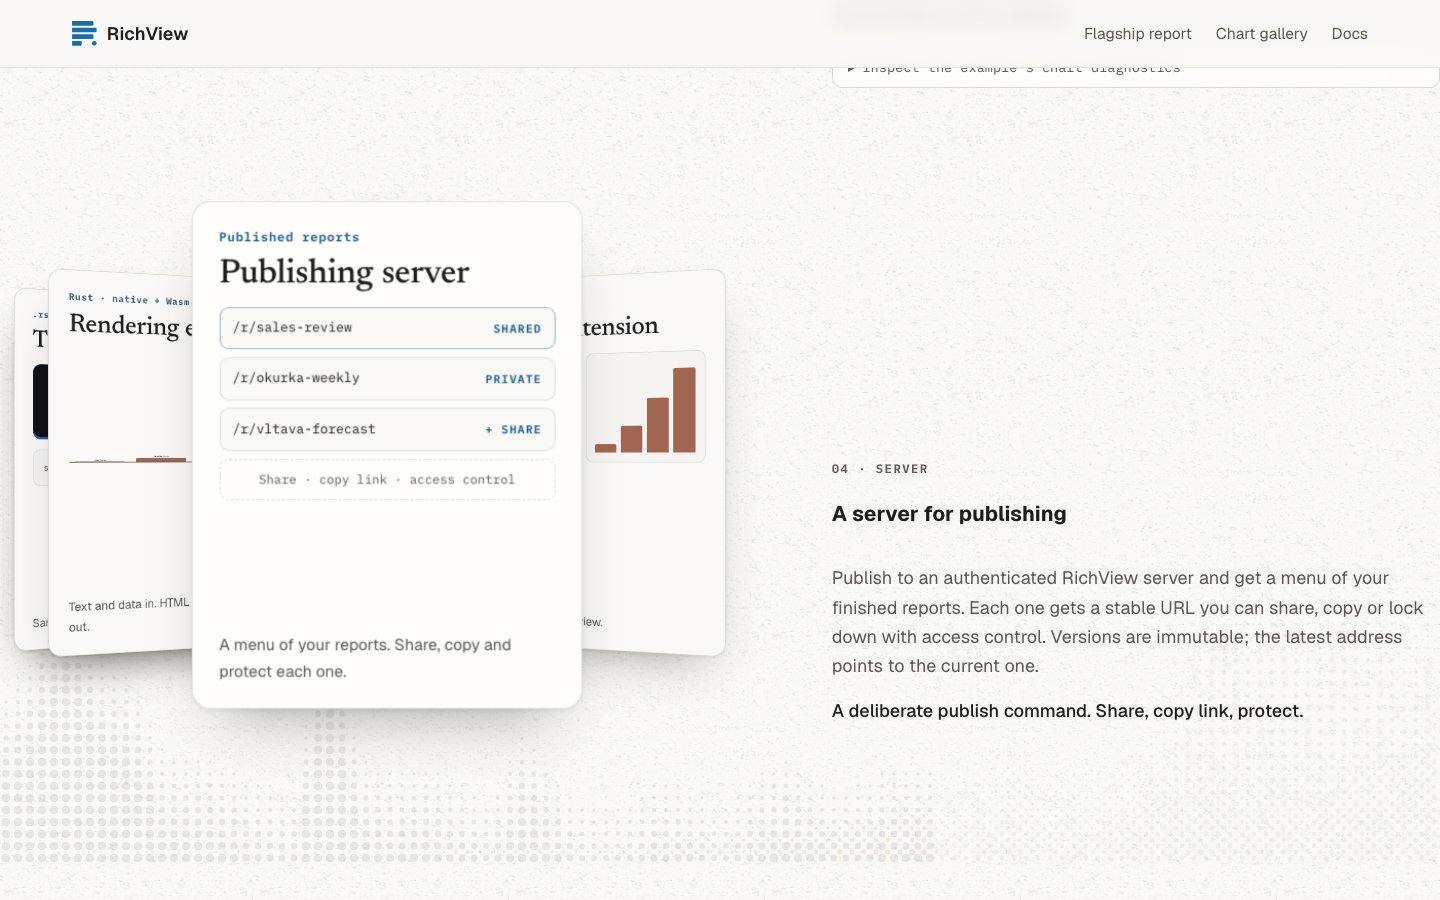 RichView
Flagship report
Chart gallery
Docs
▸ Inspect the example's chart diagnostics
.rs
T
Sar
Rust · native + Wasm
Rendering e
Text and data in. HTML
out.
Published reports
Publishing server
/r/sales-review SHARED
/r/okurka-weekly PRIVATE
/r/vltava-forecast + SHARE
Share · copy link · access control
A menu of your reports. Share, copy and
protect each one.
tension
iew.
04 · SERVER
A server for publishing
Publish to an authenticated RichView server and get a menu of your
finished reports. Each one gets a stable URL you can share, copy or lock
down with access control. Versions are immutable; the latest address
points to the current one.
A deliberate publish command. Share, copy link, protect.